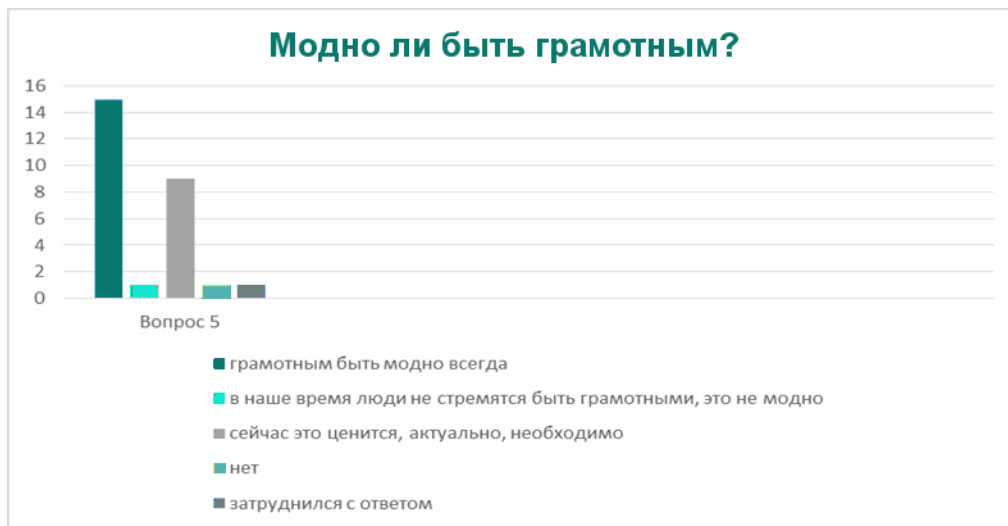 Модно ли быть грамотным?
16
14
12
10
8
6
4
2
0
Вопрос 5
грамотным быть модно всегда
в наше время люди не стремятся быть грамотными, это не модно
сейчас это ценится, актуально, необходимо
нет
затруднился с ответом